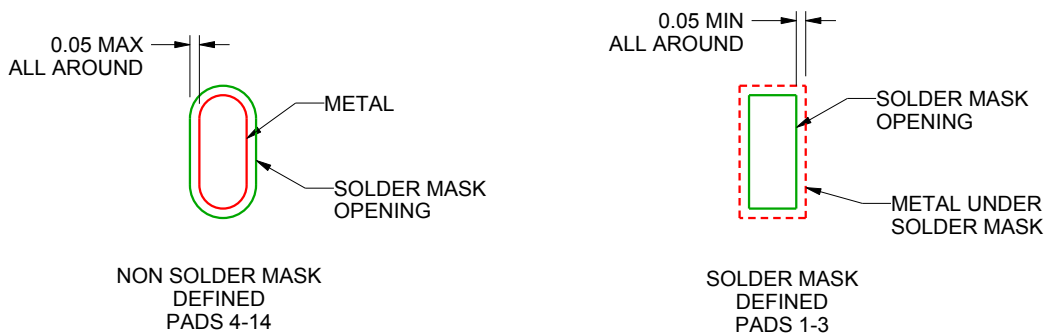 0.05 MAX
ALL AROUND
METAL
SOLDER MASK
OPENING
NON SOLDER MASK
DEFINED
PADS 4-14
0.05 MIN
ALL AROUND
SOLDER MASK
OPENING
METAL UNDER
SOLDER MASK
SOLDER MASK
DEFINED
PADS 1-3